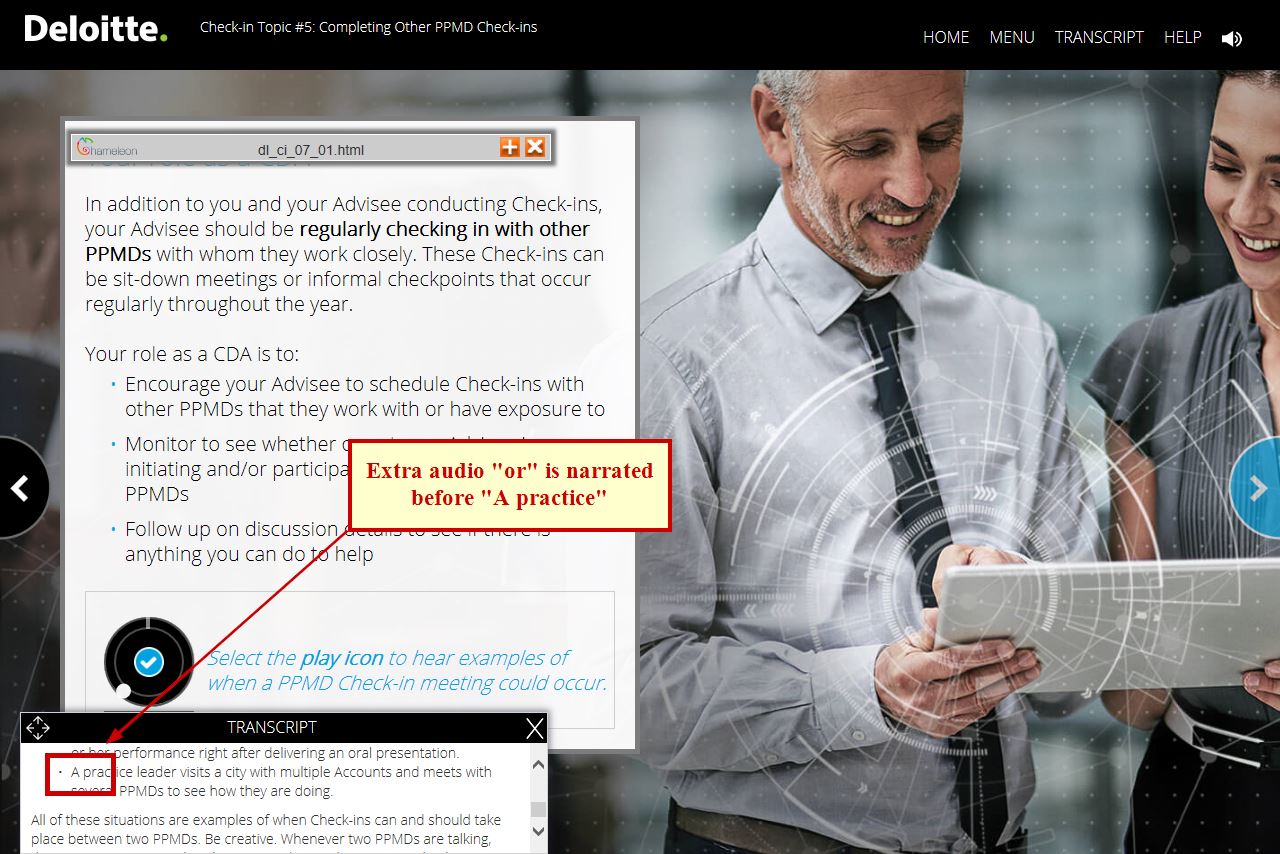 Deloitte.
Check-in Topic #5: Completing Other PPMD Check-ins
HOME MENU TRANSCRIPT HELP
hameleon
dl_ci_07_01.html
In addition to you and your Advisee conducting Check-ins,
your Advisee should be regularly checking in with other
PPMDs with whom they work closely. These Check-ins can
be sit-down meetings or informal checkpoints that occur
regularly throughout the year.
Your role as a CDA is to:
• Encourage your Advisee to schedule Check-ins with
other PPMDs that they work with or have exposure to
• Monitor to see whether
initiating and/or
PPMDs
• Follow up on discussion details to see if there is
anything you can do to help
Extra audio "or" is narrated
before "A practice"
Select the play icon to hear examples of
when a PPMD Check-in meeting could occur.
TRANSCRIPT
X
or her performance right after delivering an oral presentation.
• A practice leader visits a city with multiple Accounts and meets with
several PPMDs to see how they are doing.
All of these situations are examples of when Check-ins can and should take
place between two PPMDs. Be creative. Whenever two PPMDs are talking,